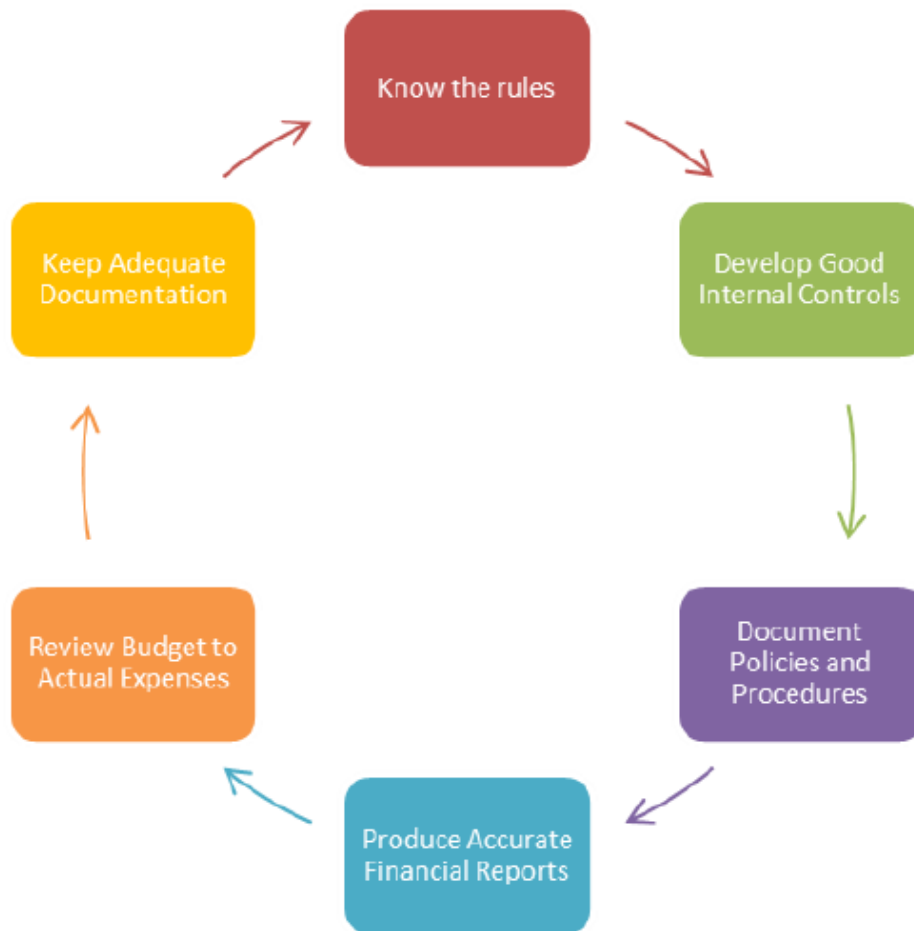 Know the rules
Develop Good
Internal Controls
Document
Policies and
Procedures
Produce Accurate
Financial Reports
Review Budget to
Actual Expenses
Keep Adequate
Documentation